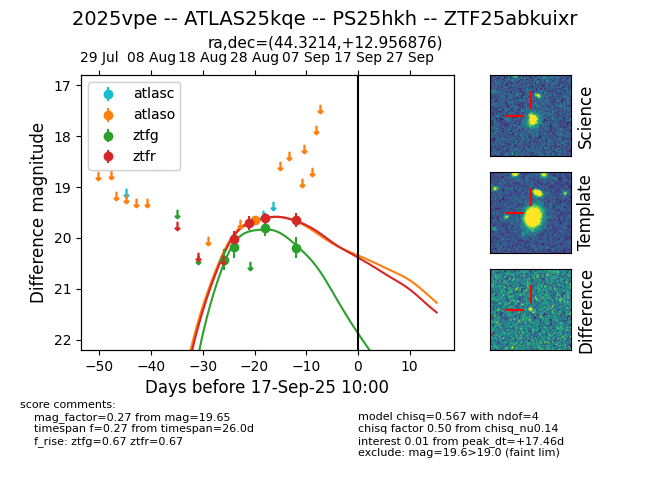 2025vpe -- ATLAS25kqe -- PS25hkh -- ZTF25abkuixr
ra,dec=(44.3214,+12.956876)
29 Jul 08 Aug 18 Aug 28 Aug 07 Sep 17 Sep 27 Sep
17
18
19
20
21
22
Difference magnitude
atlasc
atlaso
ztfg
ztfr
−50 −40 −30 −20 −10 0 10
Days before 17-Sep-25 10:00
Science
Template
Difference
score comments:
mag_factor=0.27 from mag=19.65
timespan f=0.27 from timespan=26.0d
f_rise: ztfg=0.67 ztfr=0.67
model chisq=0.567 with ndof=4
chisq factor 0.50 from chisq_nu0.14
interest 0.01 from peak_dt=+17.46d
exclude: mag=19.6>19.0 (faint lim)